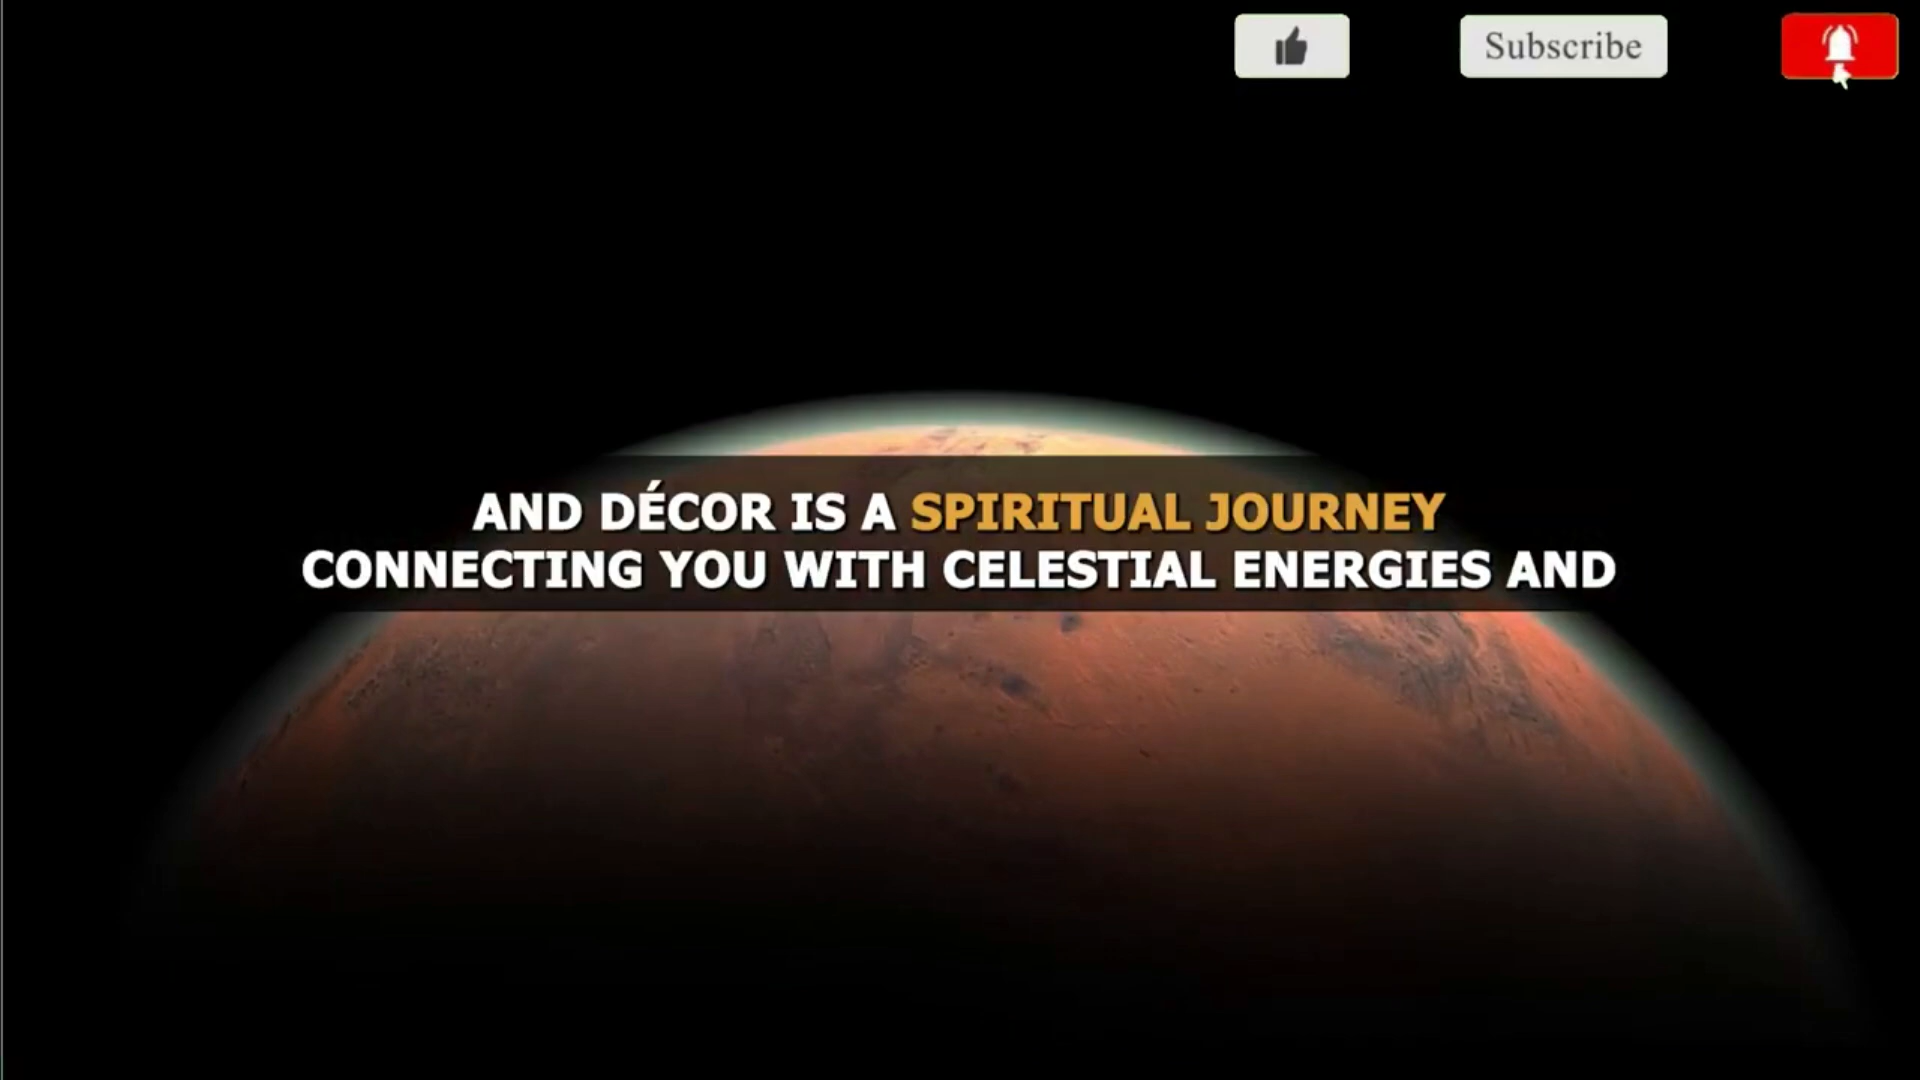 Subscribe
AND DÉCOR IS A SPIRITUAL JOURNEY
CONNECTING YOU WITH CELESTIAL ENERGIES AND